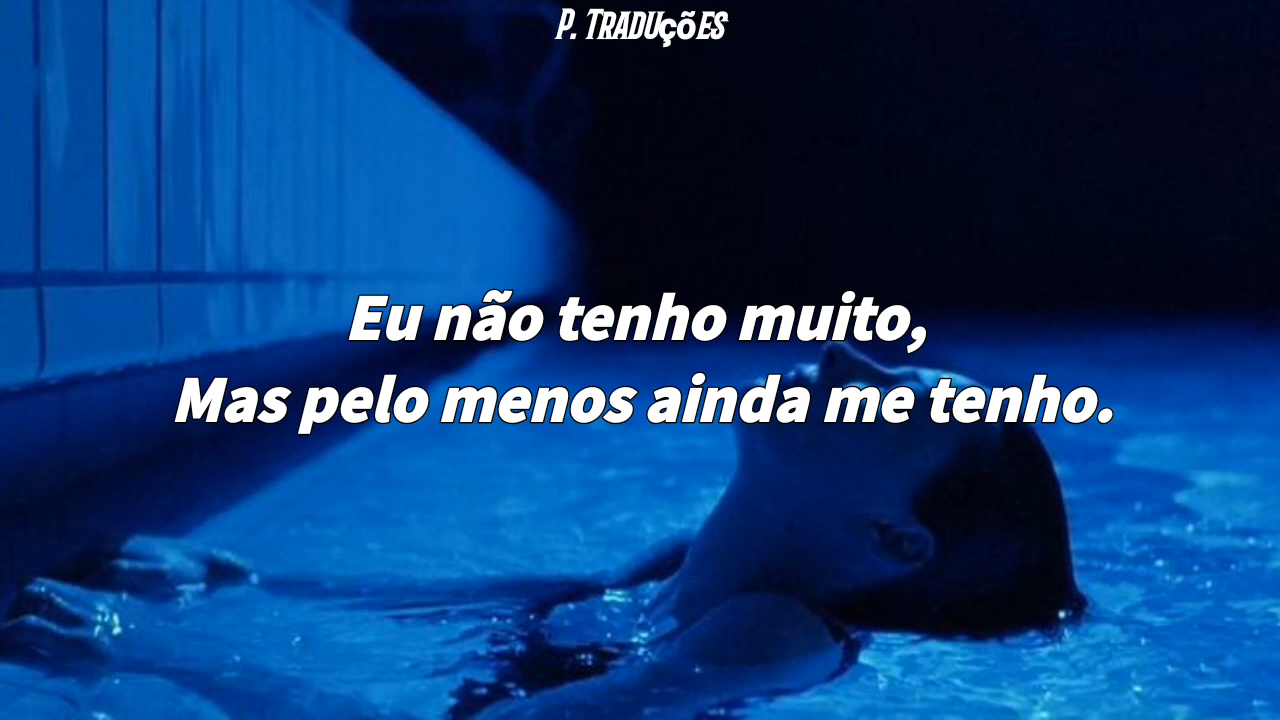 P. Traduções
Eu não tenho muito,
Mas pelo menos ainda me tenho.